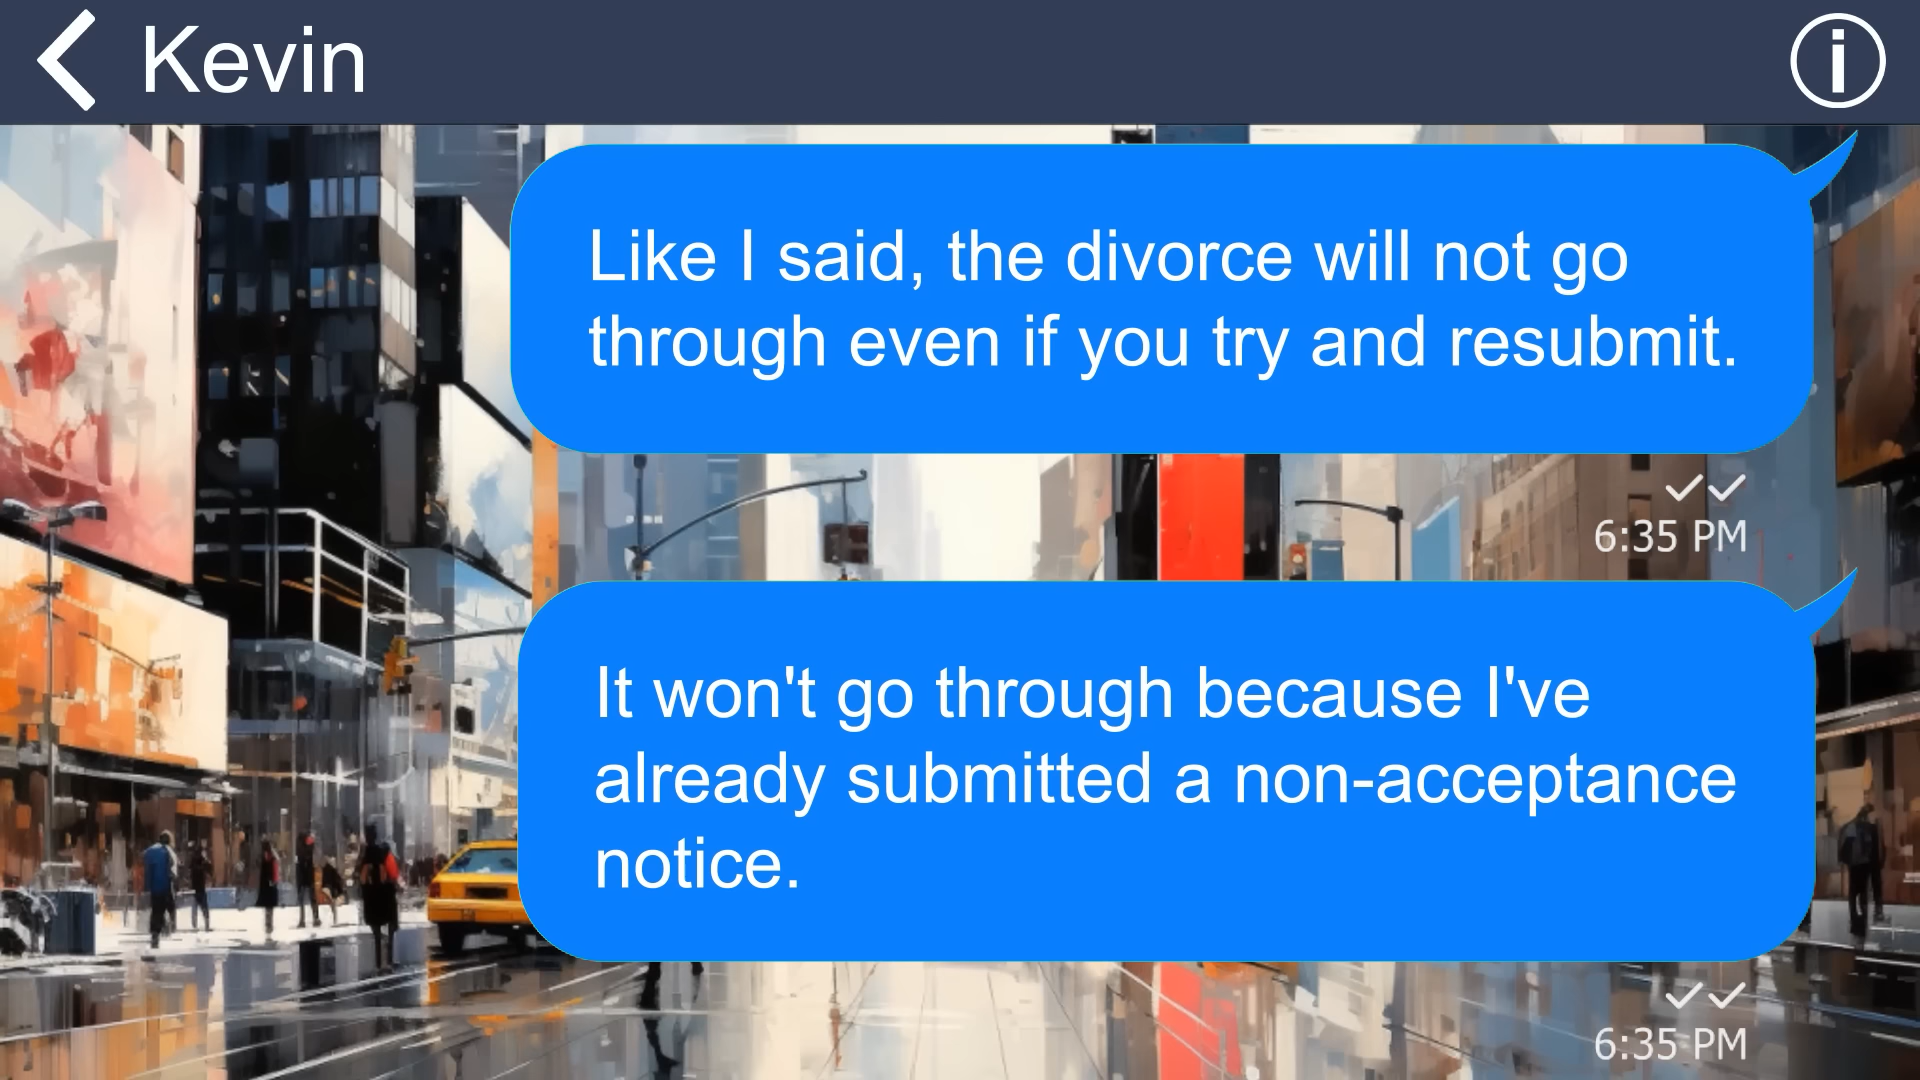 Kevin
Like I said, the divorce will not go
through even if you try and resubmit.
6:35 PM
It won't go through because I've
already submitted a non-acceptance
notice.
6:35 PM